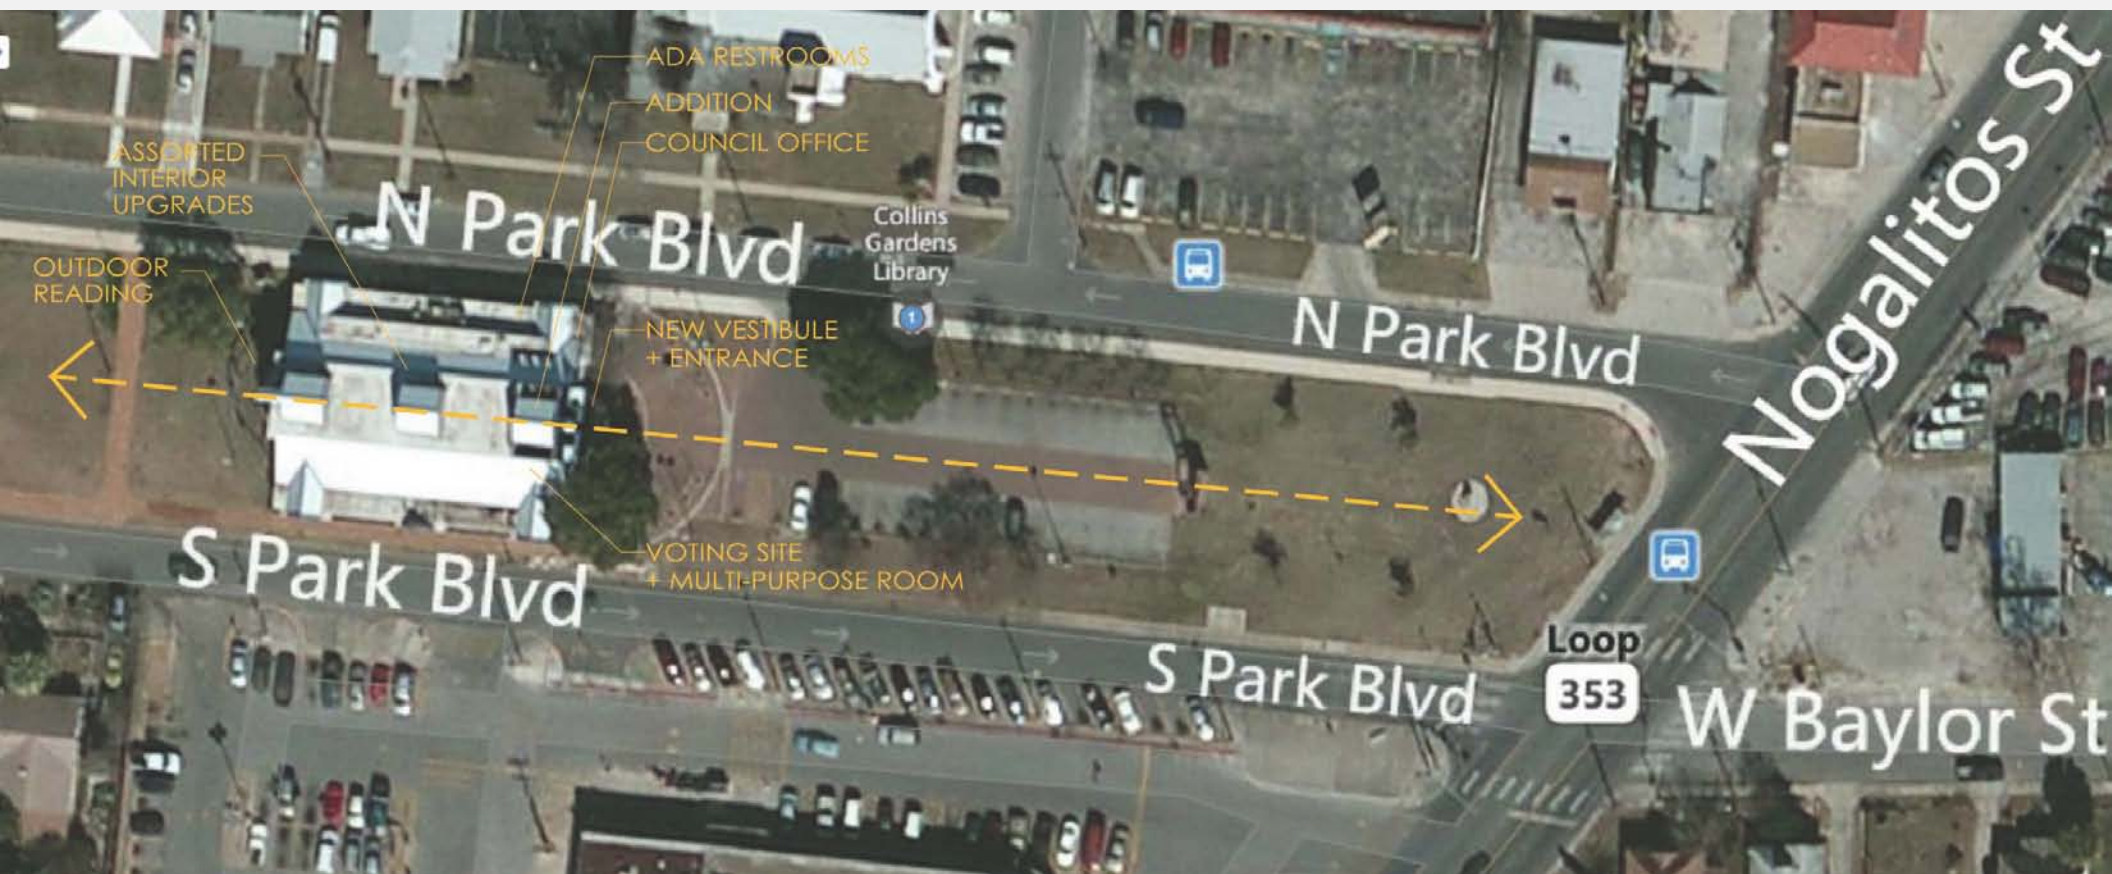 ADA RESTROOMS
ADDITION
COUNCIL OFFICE
ASSORTED
INTERIOR
UPGRADES
N Park Blvd
Collins
Gardens
Library
1
OUTDOOR
READING
NEW VESTIBULE
+ ENTRANCE
N Park Blvd
Nogalitos St
VOTING SITE
+ MULTI-PURPOSE ROOM
S Park Blvd
S Park Blvd
Loop
353
W Baylor St